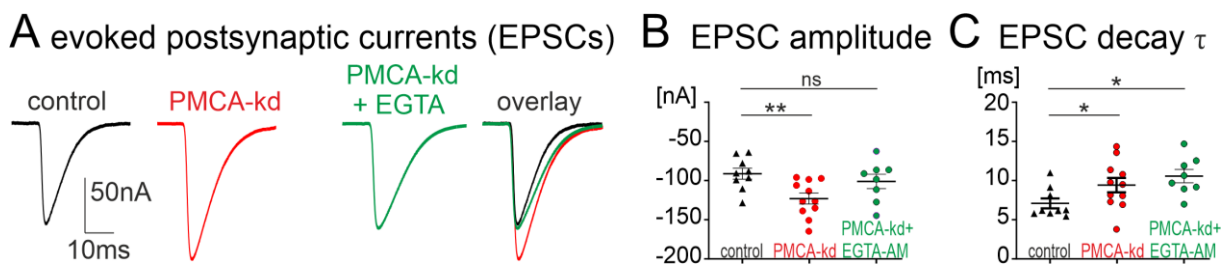 A evoked postsynaptic currents (EPSCs)
control
PMCA-kd
PMCA-kd
+ EGTA
overlay
50nA
10ms
B EPSC amplitude
[nA]
ns
**
-50
-100
-150
-200
control
PMCA-kd
PMCA-kd+
EGTA-AM
C EPSC decay τ
[ms]
*
*
20
15
10
5
0
control
PMCA-kd
PMCA-kd+
EGTA-AM